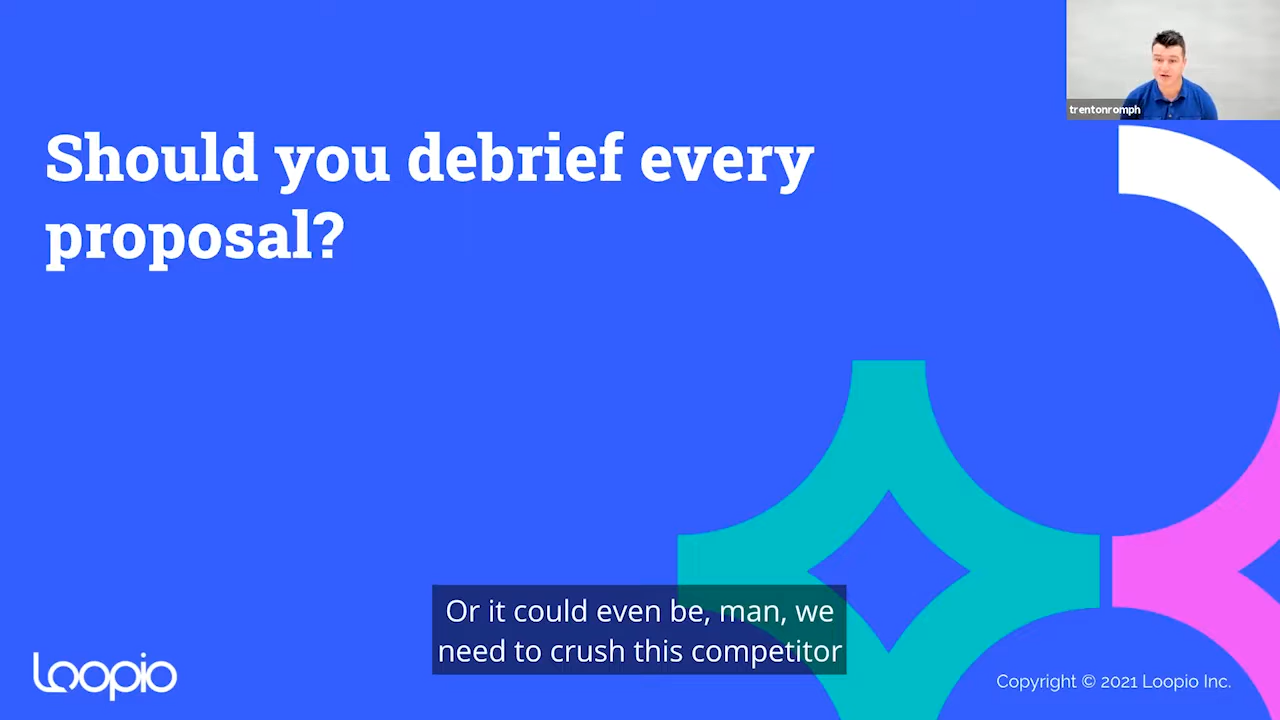 trentonromph
Should you debrief every
proposal?
Or it could even be, man, we
need to crush this competitor
Loopio
Copyright © 2021 Loopio Inc.